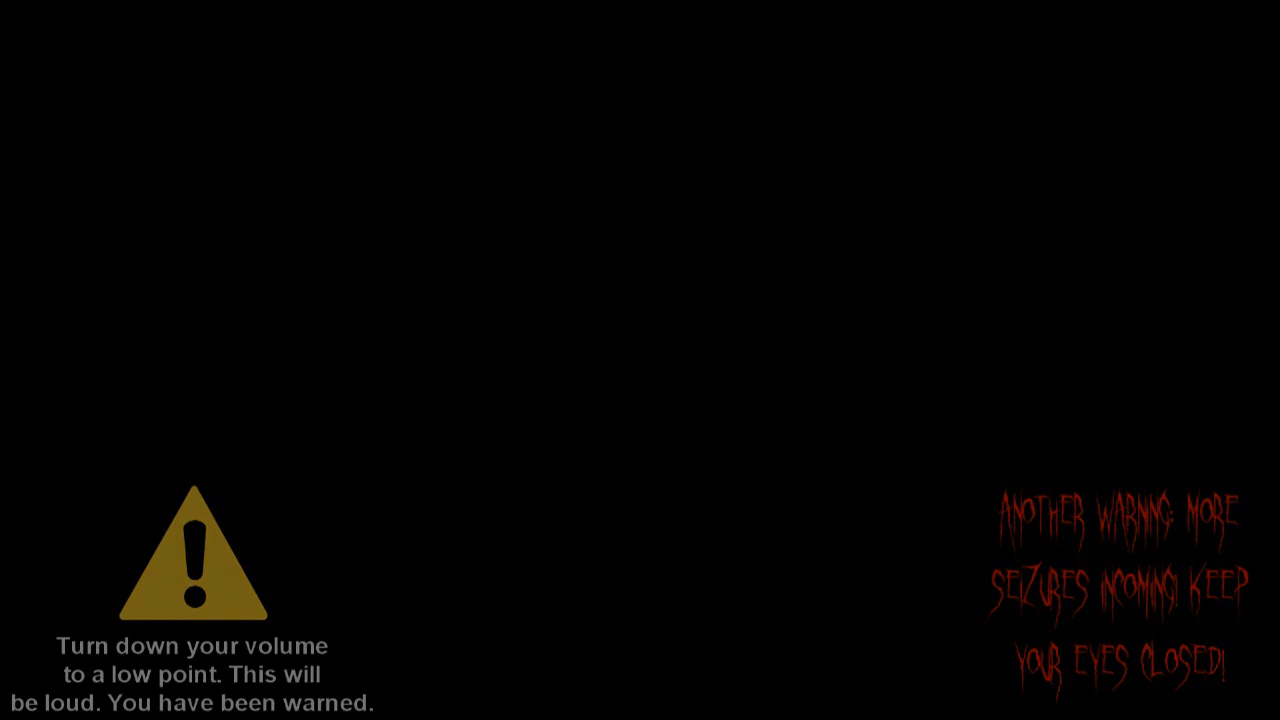 Turn down your volume
to a low point. This will
be loud. You have been warned.
ANOTHER WARNING: MORE
SEIZURES INCOMING! KEEP
YOUR EYES CLOSED!